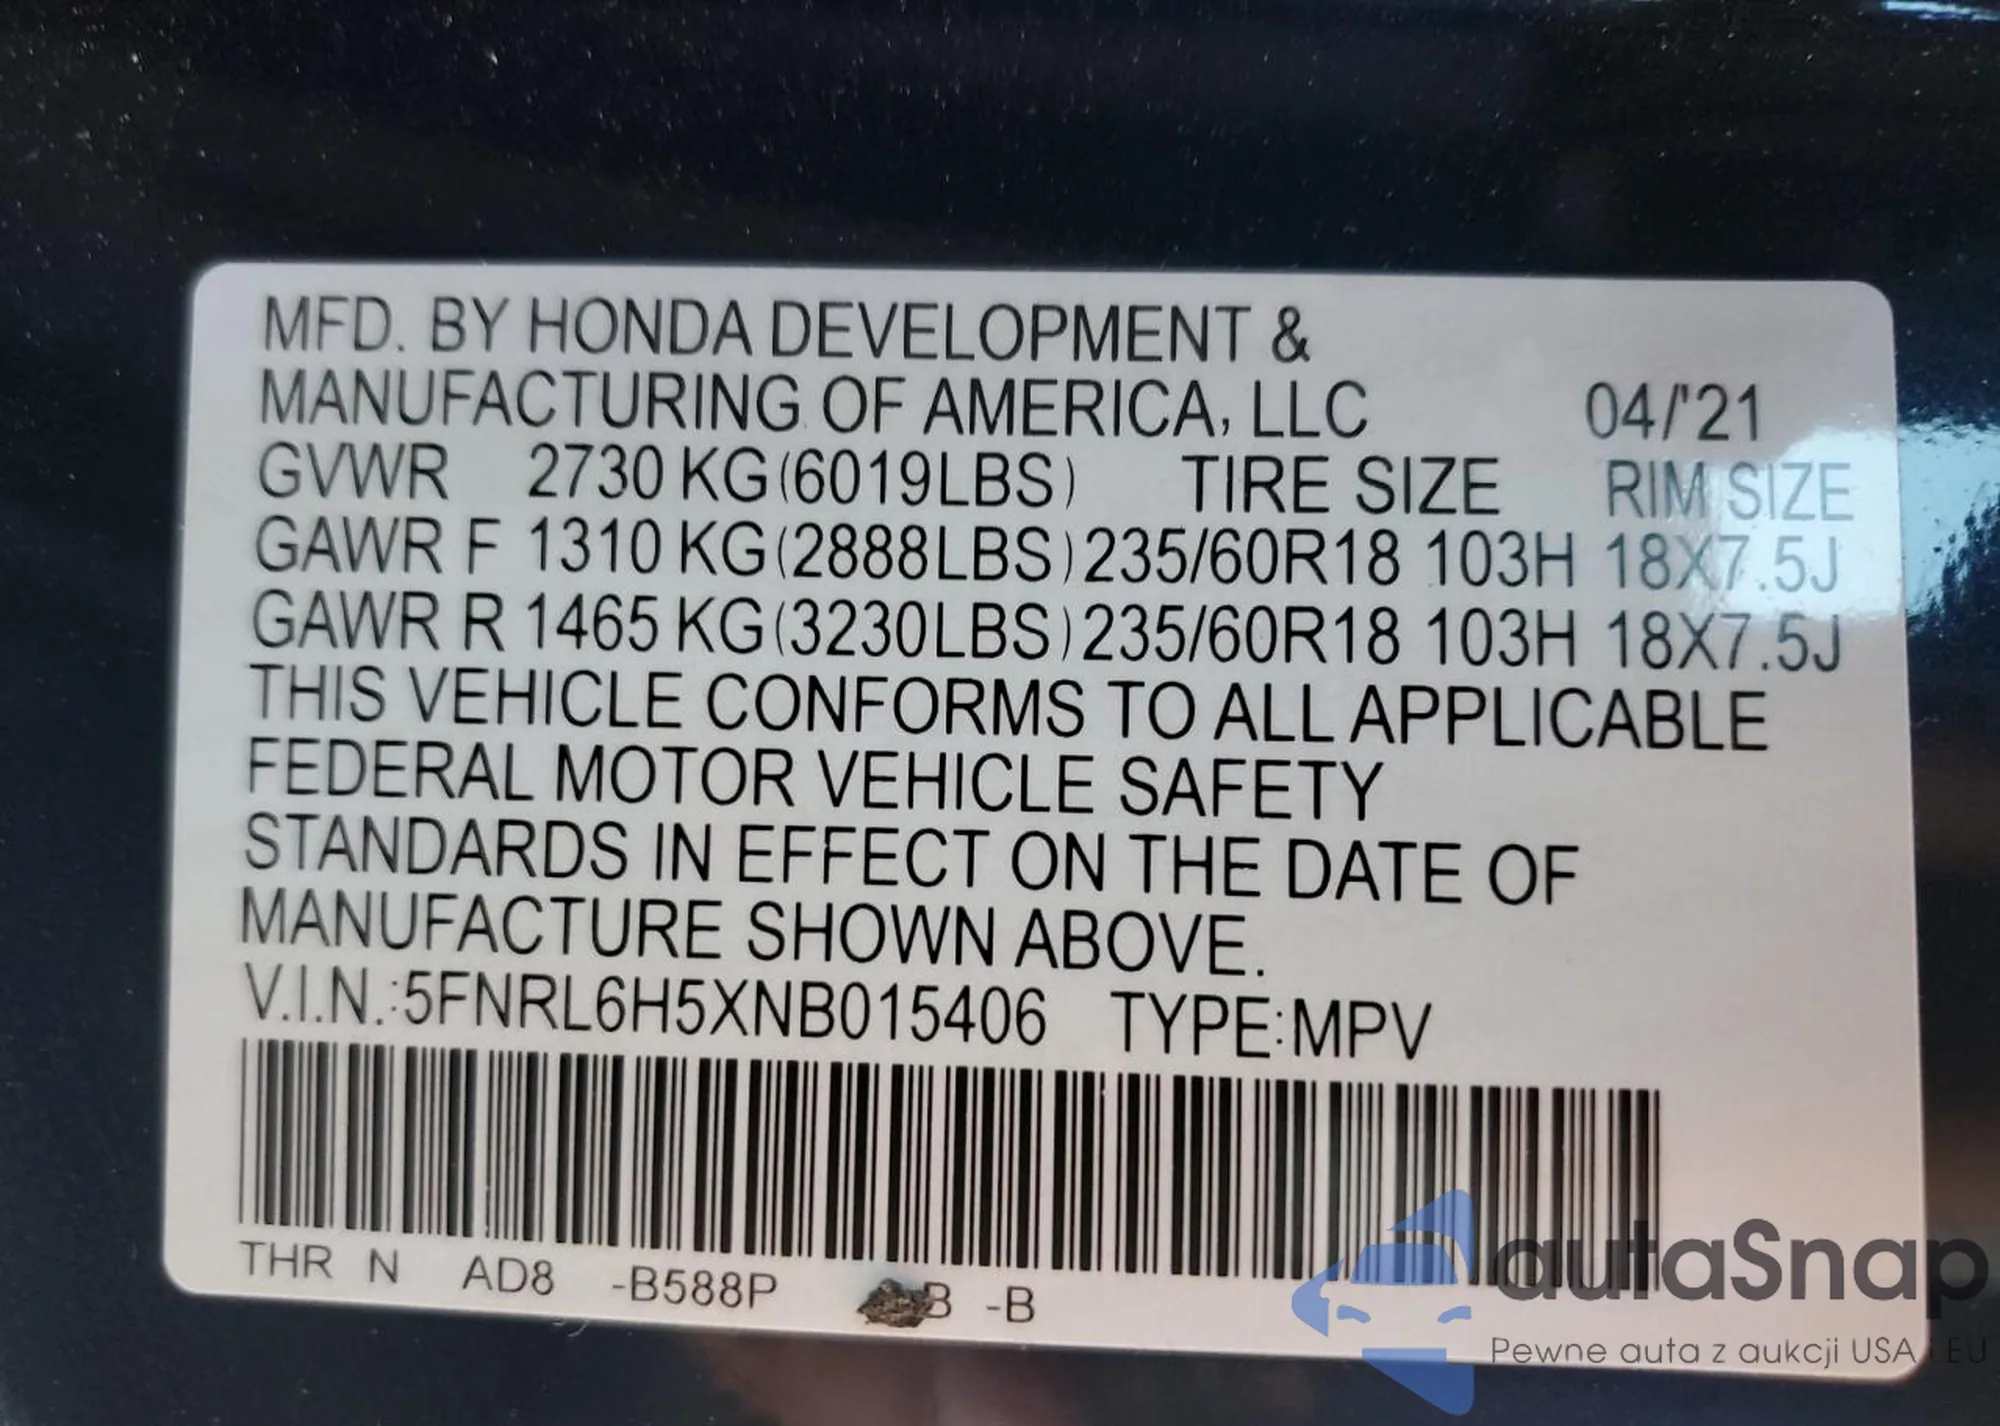 MFD. BY HONDA DEVELOPMENT &
MANUFACTURING OF AMERICA, LLC 04/'21
GVWR 2730 KG (6019LBS) TIRE SIZE RIM SIZE
GAWR F 1310 KG (2888LBS) 235/60R18 103H 18X7.5J
GAWR R 1465 KG (3230LBS) 235/60R18 103H 18X7.5J
THIS VEHICLE CONFORMS TO ALL APPLICABLE
FEDERAL MOTOR VEHICLE SAFETY
STANDARDS IN EFFECT ON THE DATE OF
MANUFACTURE SHOWN ABOVE.
V.I.N.:5FNRL6H5XNB015406 TYPE:MPV
THR N AD8 -B588P B -B
autaSnap
Pewne auta z aukcji USA i EU